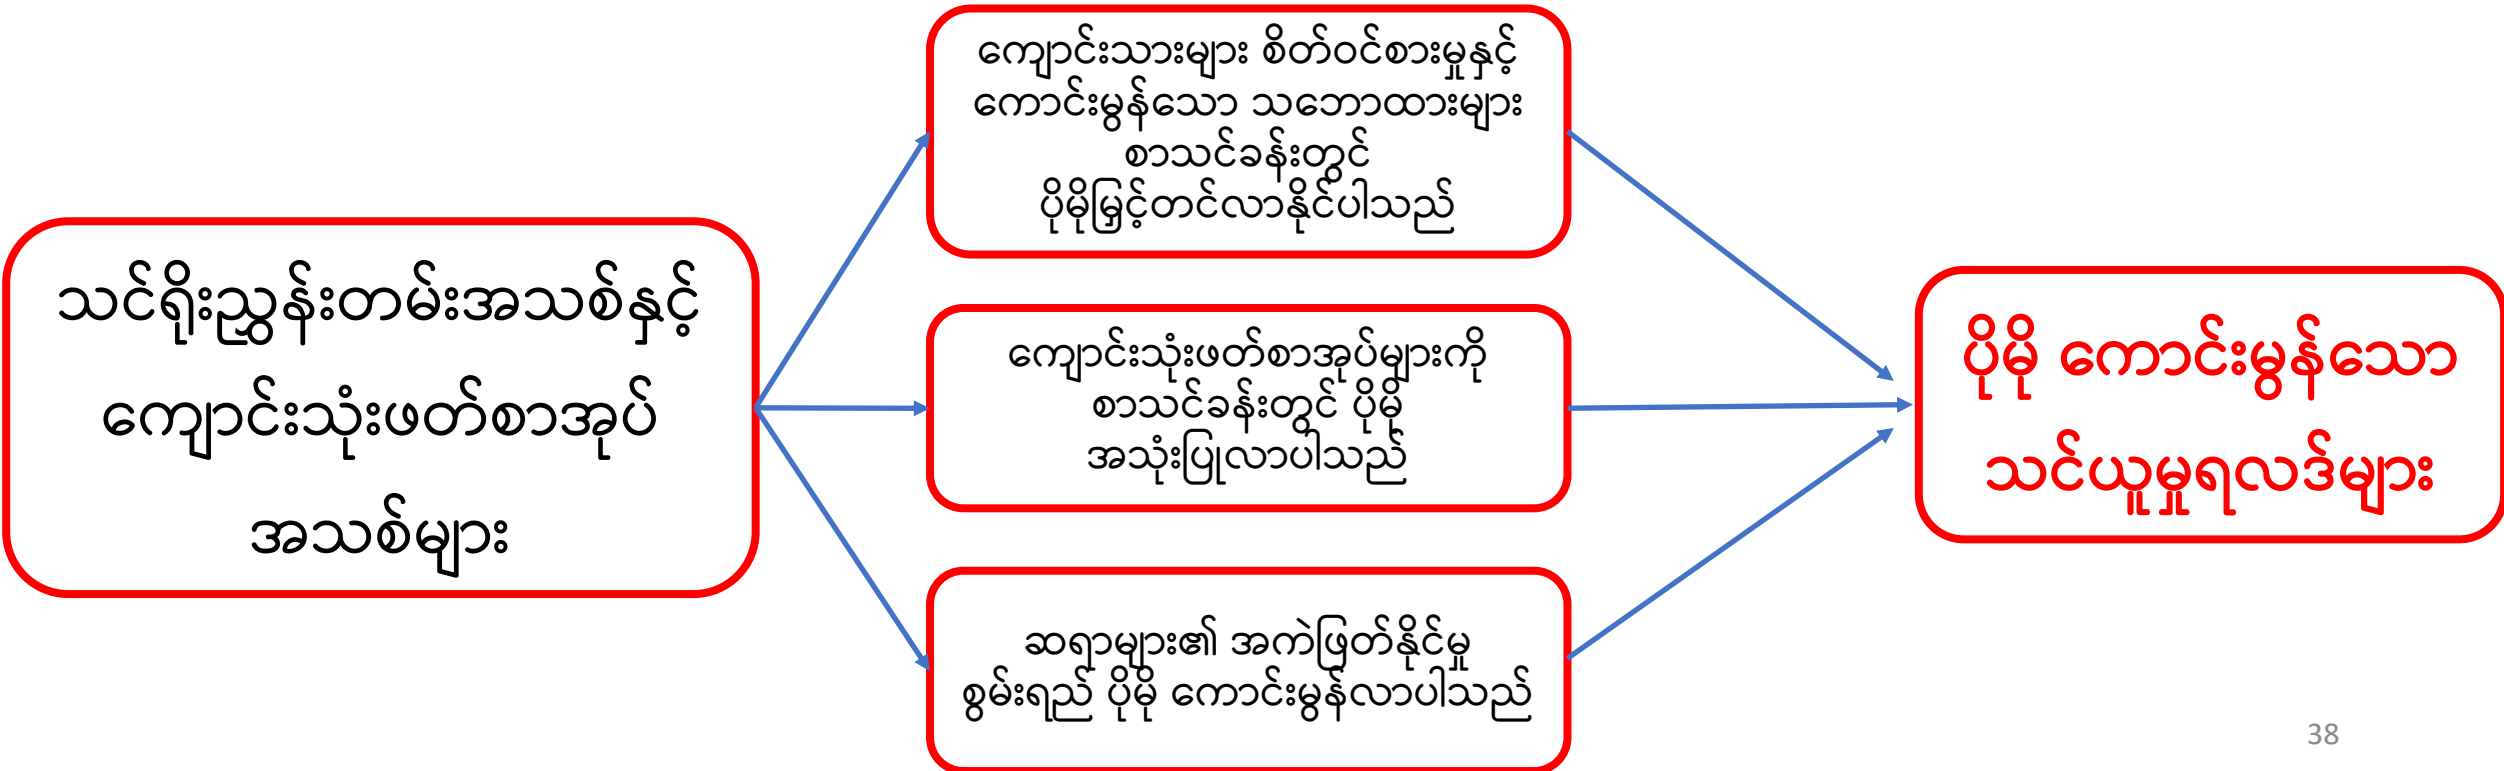 သင်ရိုးညွှန်းတမ်းအသစ်နှင့်
ကျောင်းသုံးဖတ်စာအုပ်
အသစ်များ
ကျောင်းသားများ စိတ်ဝင်စားမှုနှင့်
ကောင်းမွန်သော သဘောထားများ
စာသင်ခန်းတွင်
ပိုမိုမြှင့်တင်လာနိုင်ပါသည်
ကျောင်းသုံးဖတ်စာအုပ်များကို
စာသင်ခန်းတွင် ပိုမို
အသုံးပြုလာပါသည်
ဆရာများ၏ အကဲဖြတ်နိုင်မှု
စွမ်းရည် ပိုမို ကောင်းမွန်လာပါသည်
ပိုမို ကောင်းမွန်သော
သင်ယူမှုရလဒ်များ
38